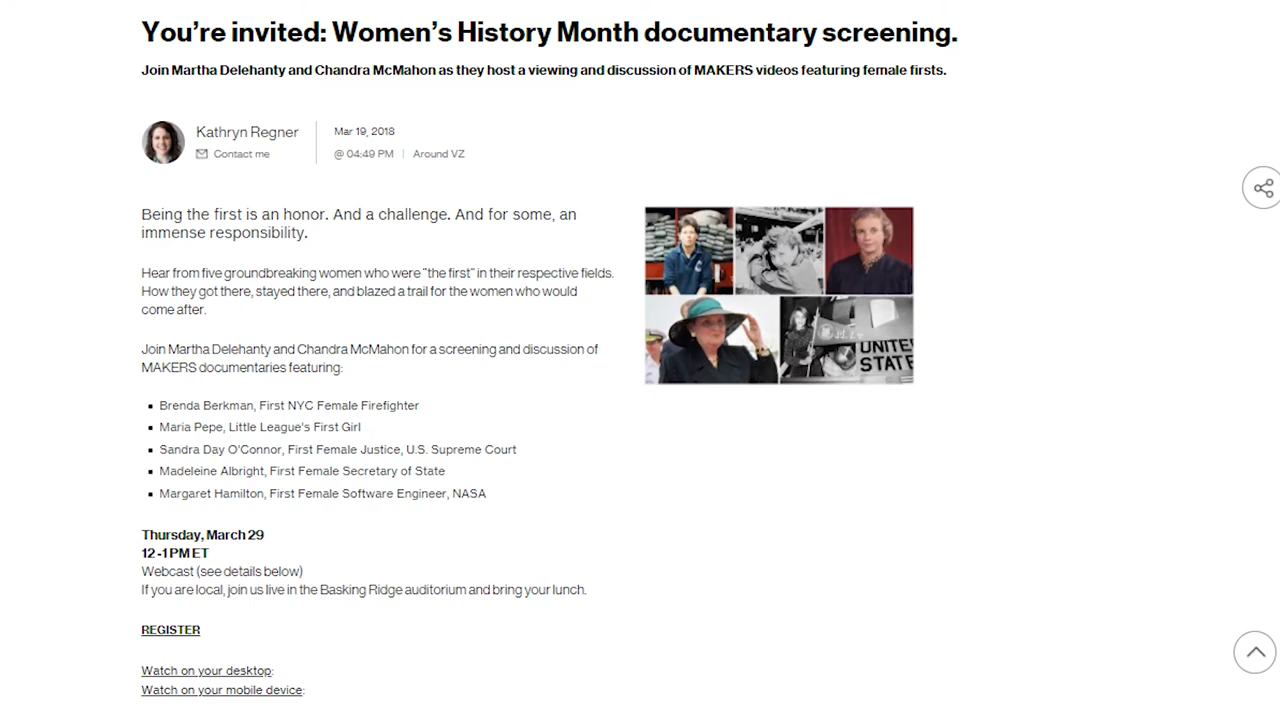 You're invited: Women's History Month documentary screening.
Join Martha Delehanty and Chandra McMahon as they host a viewing and discussion of MAKERS videos featuring female firsts.
Kathryn Regner
Contact me
Mar 19, 2018
@ 04:49 PM | Around VZ
Being the first is an honor. And a challenge. And for some, an
immense responsibility.
Hear from five groundbreaking women who were "the first" in their respective fields.
How they got there, stayed there, and blazed a trail for the women who would
come after.
Join Martha Delehanty and Chandra McMahon for a screening and discussion of
MAKERS documentaries featuring:
Brenda Berkman, First NYC Female Firefighter
Maria Pepe, Little League's First Girl
Sandra Day O'Connor, First Female Justice, U.S. Supreme Court
Madeleine Albright, First Female Secretary of State
Margaret Hamilton, First Female Software Engineer, NASA
UNITE
STAT
Thursday, March 29
12 -1 PM ET
Webcast (see details below)
If you are local, join us live in the Basking Ridge auditorium and bring your lunch.
REGISTER
Watch on your desktop:
Watch on your mobile device: